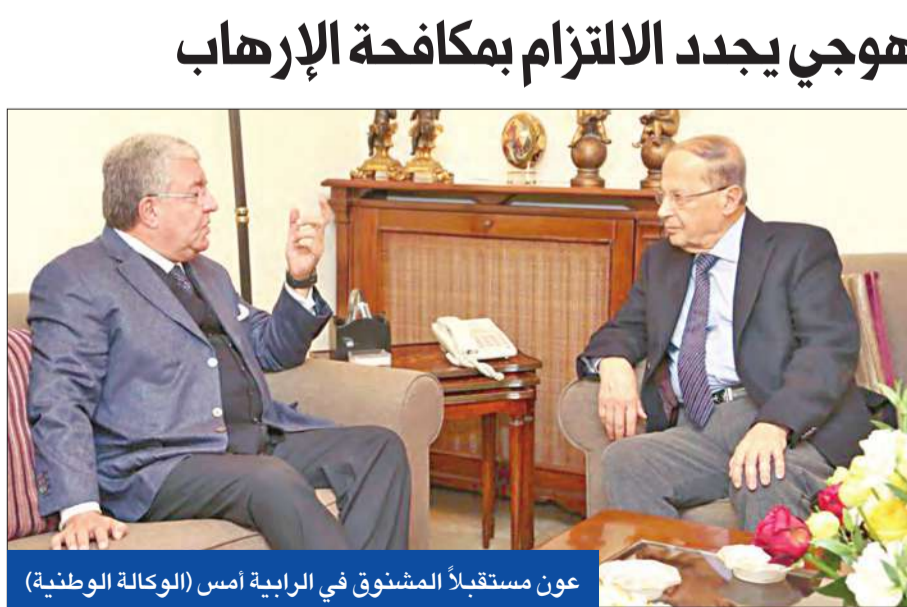 هوجي يجدد الالتزام بمكافحة الإرهاب
عون مستقبلاً المشنوق في الرابية أمس (الوكالة الوطنية)